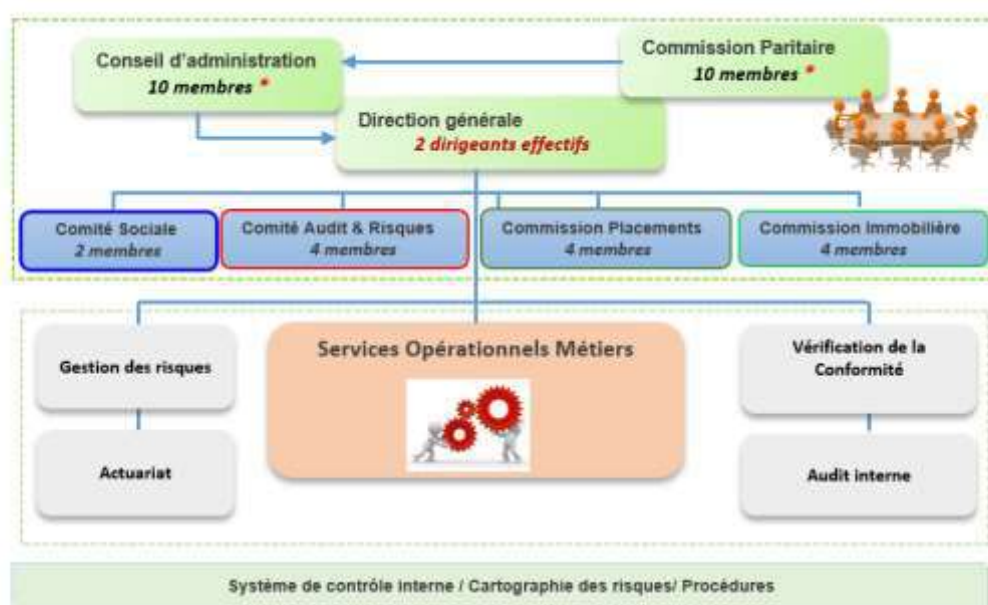 Conseil d'administration
10 membres *
Commission Paritaire
10 membres *
Direction générale
2 dirigeants effectifs
Comité Sociale
2 membres
Comité Audit & Risques
4 membres
Commission Placements
4 membres
Commission Immobilière
4 membres
Gestion des risques
Services Opérationnels Métiers
Vérification de la
Conformité
Actuariat
Audit interne
Système de contrôle interne / Cartographie des risques/ Procédures